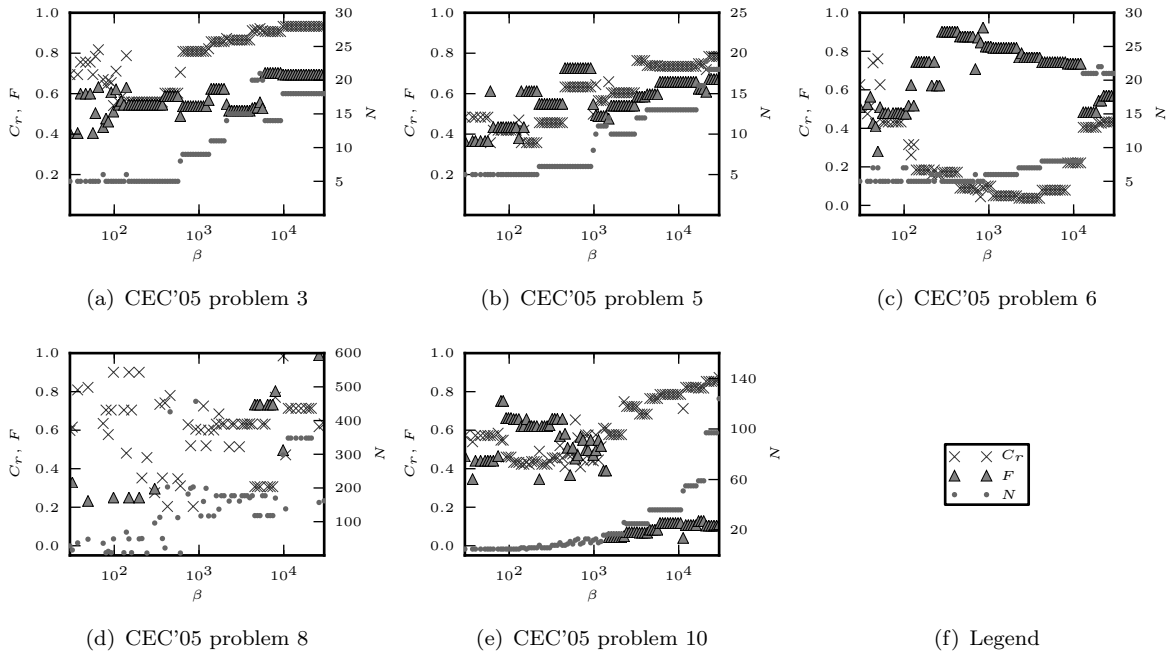 1.0
0.8
0.6
0.4
0.2
C_r, F
30
25
20
15
10
5
N
10^2
10^3
10^4
β
(a) CEC'05 problem 3
1.0
0.8
0.6
0.4
0.2
C_r, F
25
20
15
10
5
N
10^2
10^3
10^4
β
(b) CEC'05 problem 5
1.0
0.8
0.6
0.4
0.2
0.0
C_r, F
30
25
20
15
10
5
N
10^2
10^3
10^4
β
(c) CEC'05 problem 6
1.0
0.8
0.6
0.4
0.2
0.0
C_r, F
600
500
400
300
200
100
N
10^2
10^3
10^4
β
(d) CEC'05 problem 8
1.0
0.8
0.6
0.4
0.2
0.0
C_r, F
140
100
60
20
N
10^2
10^3
10^4
β
(e) CEC'05 problem 10
C_r
F
N
(f) Legend